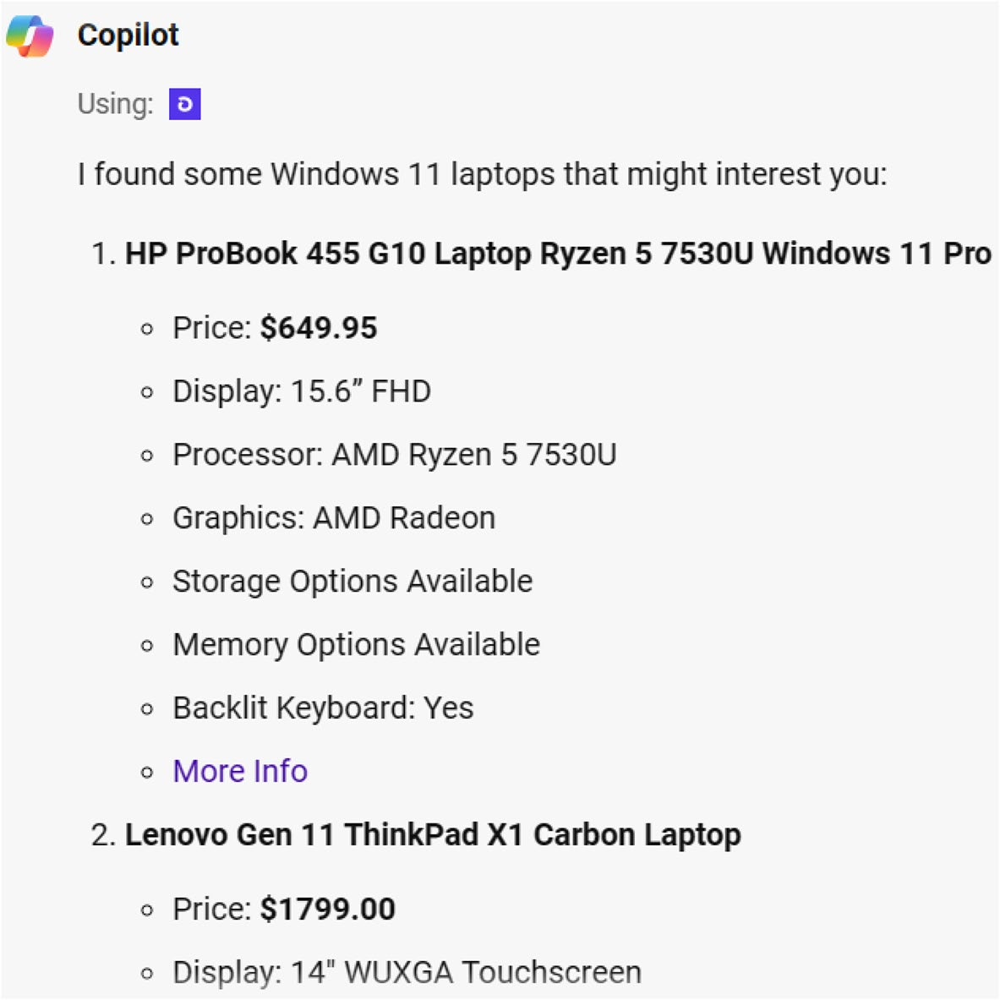 Copilot
Using:
I found some Windows 11 laptops that might interest you:
1. HP ProBook 455 G10 Laptop Ryzen 5 7530U Windows 11 Pro
Price: $649.95
Display: 15.6” FHD
Processor: AMD Ryzen 5 7530U
Graphics: AMD Radeon
Storage Options Available
Memory Options Available
Backlit Keyboard: Yes
More Info
2. Lenovo Gen 11 ThinkPad X1 Carbon Laptop
Price: $1799.00
Display: 14" WUXGA Touchscreen